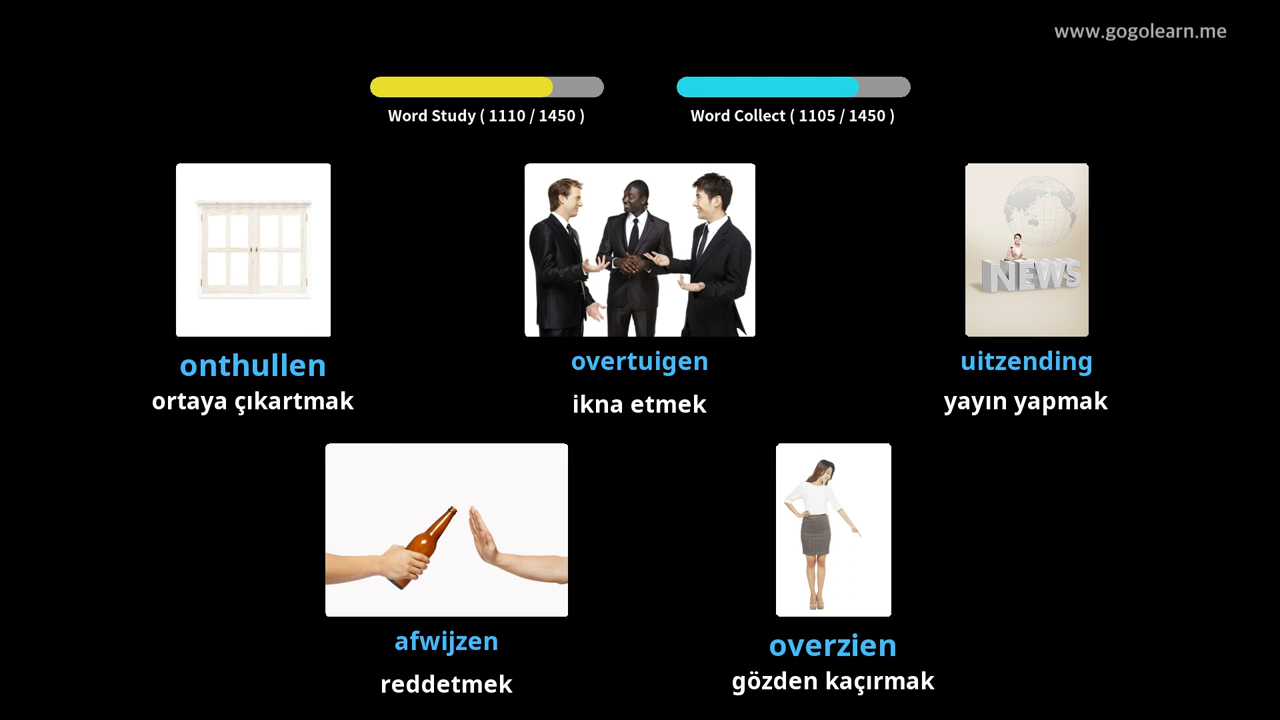 www.gogolearn.me
Word Study ( 1110 / 1450 )
Word Collect ( 1105 / 1450 )
NEWS
onthullen
overtuigen
uitzending
ortaya çıkartmak
ikna etmek
yayın yapmak
afwijzen
overzien
reddetmek
gözden kaçırmak